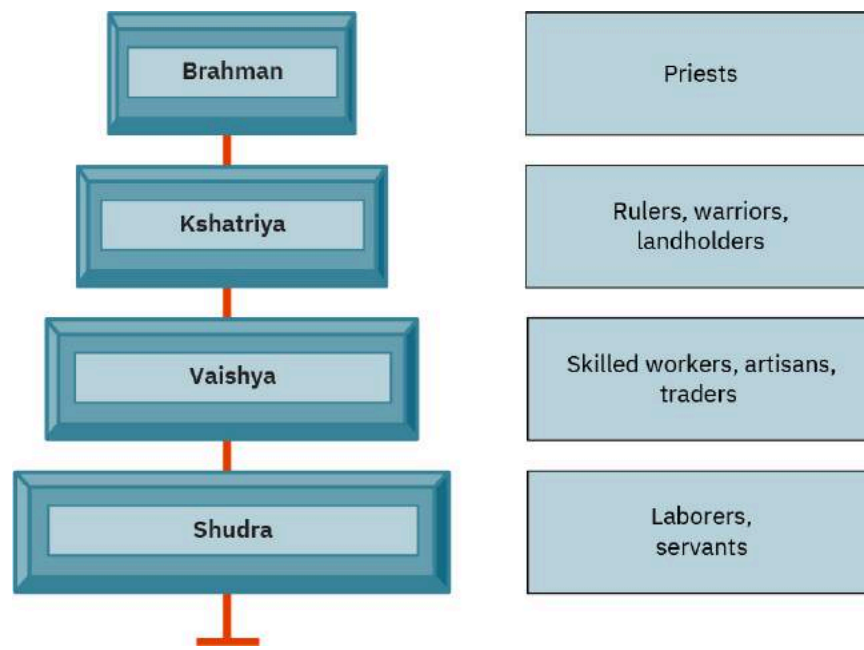 Brahman
Priests
Kshatriya
Rulers, warriors,
landholders
Vaishya
Skilled workers, artisans,
traders
Shudra
Laborers,
servants